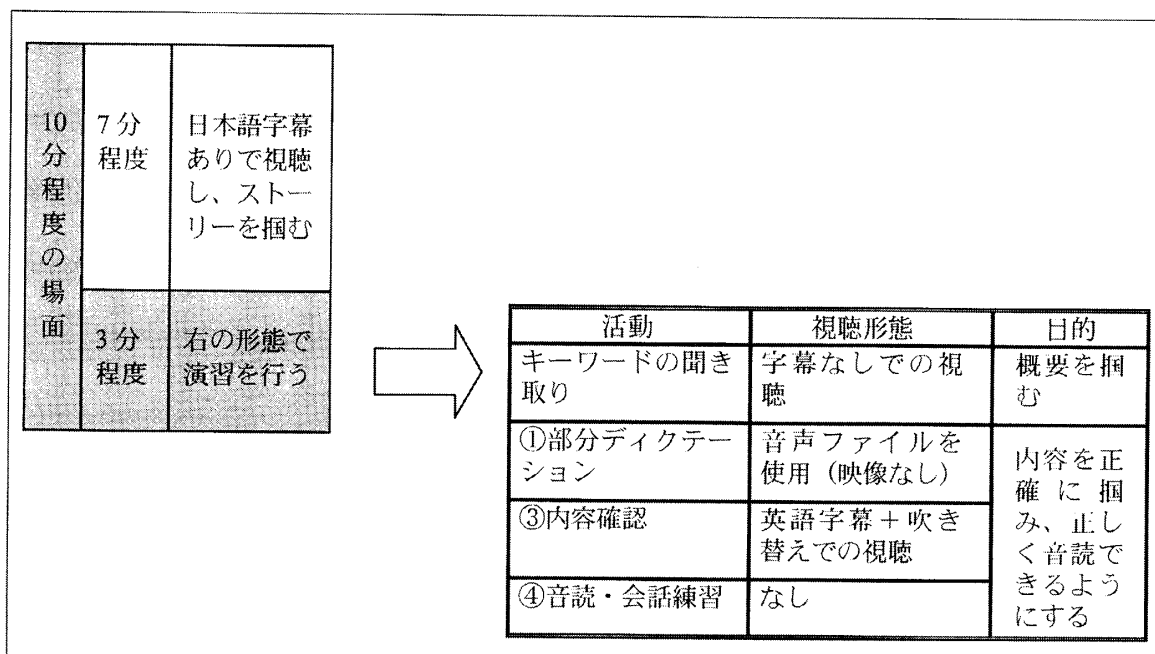 10分程度の場面
7分
程度
日本語字幕
ありで視聴
し、ストー
リーを掴む
3分
程度
右の形態で
演習を行う
活動
視聴形態
目的
キーワードの聞き
取り
字幕なしでの視
聴
概要を掴
む
①部分ディクテー
ション
音声ファイルを
使用（映像なし）
内容を正
確に掴
み、正し
く音読で
きるよう
にする
③内容確認
英語字幕＋吹き
替えでの視聴
④音読・会話練習
なし